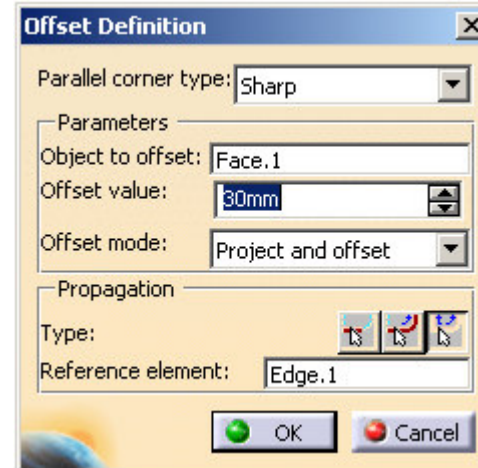 Offset Definition
Parallel corner type: Sharp
Parameters
Object to offset: Face.1
Offset value: 30mm
Offset mode: Project and offset
Propagation
Type:
Reference element: Edge.1
OK Cancel